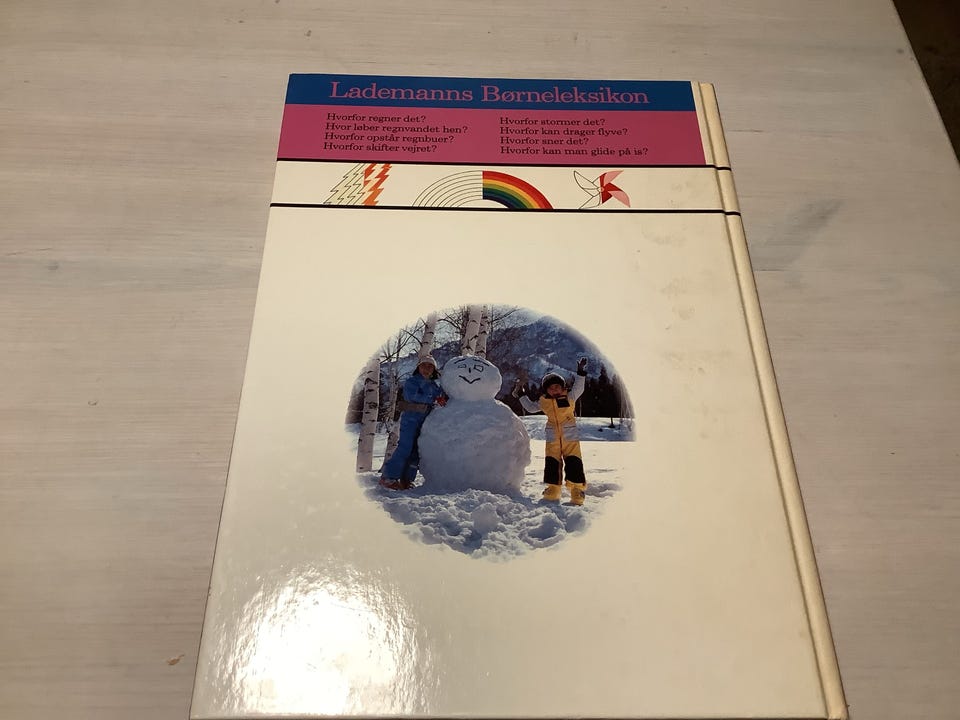 Lademanns Børneleksikon
Hvorfor regner det?
Hvor løber regnvandet hen?
Hvorfor opstår regnbuer?
Hvorfor skifter vejret?
Hvorfor stormer det?
Hvorfor kan drager flyve?
Hvorfor sner det?
Hvorfor kan man glide på is?